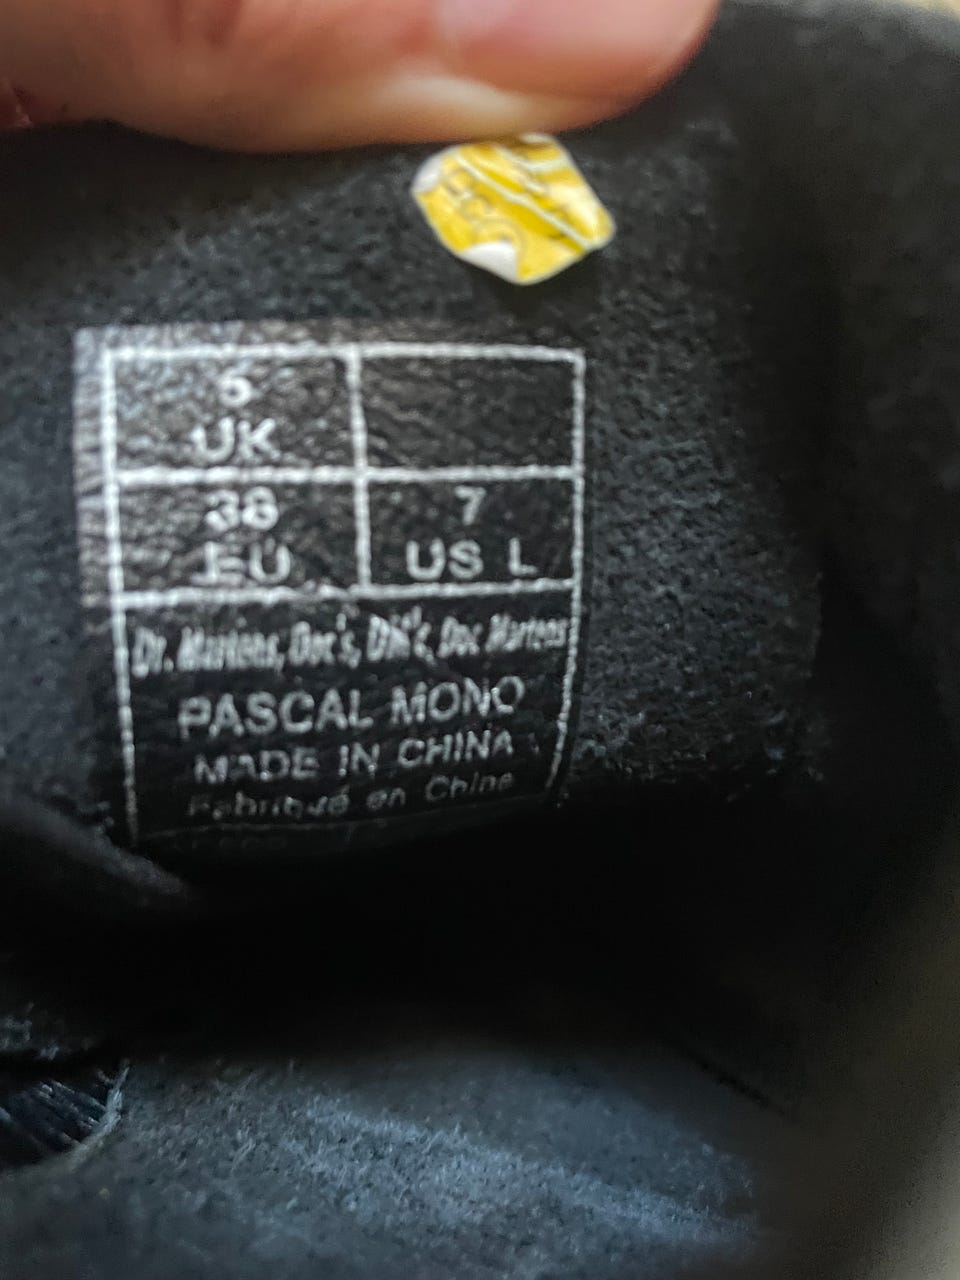 5
UK
38
EU
7
US L
Dr. Martens, Doc's, DM's, Doc Martens
PASCAL MONO
MADE IN CHINA
Fabriqué en Chine